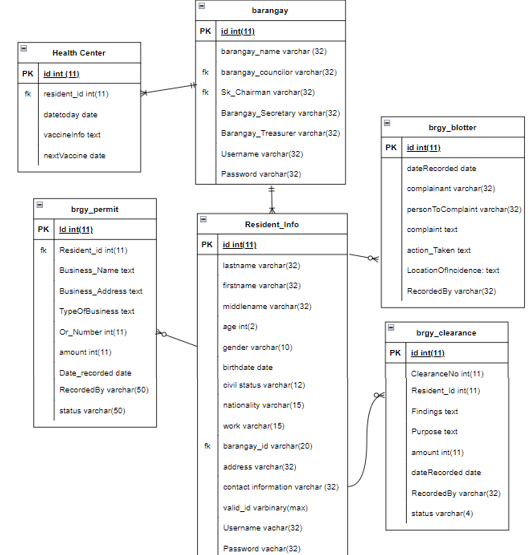 barangay
PK id int(11)
barangay_name varchar (32)
fk barangay_councilor varchar(32)
fk Sk_Chairman varchar(32)
Barangay_Secretary varchar(32)
Barangay_Treasurer varchar(32)
Username varchar(32)
Password varchar(32)
Health Center
PK id int (11)
fk resident_id int(11)
datetoday date
vaccineInfo text
nextVaccine date
brgy_blotter
PK id int(11)
dateRecorded date
complainant varchar(32)
personToComplaint varchar(32)
complaint text
action_Taken text
LocationOfIncidence: text
RecordedBy varchar(32)
brgy_permit
PK Id int(11)
fk Resident_id int(11)
Business_Name text
Business_Address text
TypeOfBusiness text
Or_Number int(11)
amount int(11)
Date_recorded date
RecordedBy varchar(50)
status varchar(50)
Resident_Info
PK id int(11)
lastname varchar(32)
firstname varchar(32)
middlename varchar(32)
age int(2)
gender varchar(10)
birthdate date
civil status varchar(12)
nationality varchar(15)
work varchar(15)
fk barangay_id varchar(20)
address varchar(32)
contact information varchar (32)
valid_id varbinary(max)
Username vachar(32)
Password vachar(32)
brgy_clearance
PK id int(11)
ClearanceNo int(11)
Resident_Id int(11)
Findings text
Purpose text
amount int(11)
dateRecorded date
RecordedBy varchar(32)
status varchar(4)